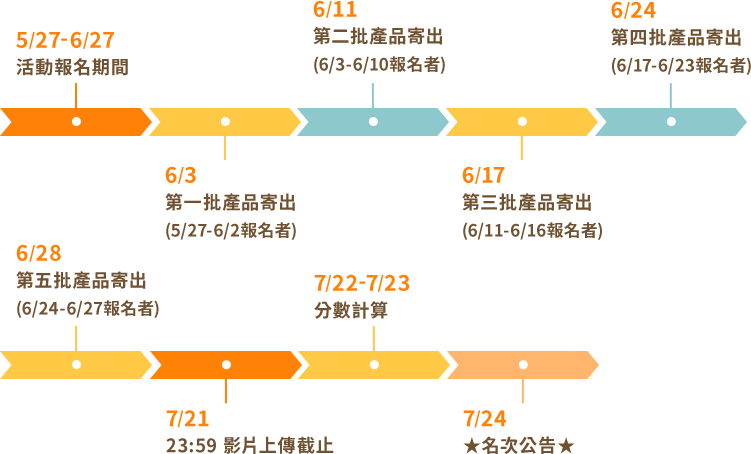 5/27-6/27
活動報名期間
6/3
第一批產品寄出
(5/27-6/2報名者)
6/11
第二批產品寄出
(6/3-6/10報名者)
6/17
第三批產品寄出
(6/11-6/16報名者)
6/24
第四批產品寄出
(6/17-6/23報名者)
6/28
第五批產品寄出
(6/24-6/27報名者)
7/21
23:59 影片上傳截止
7/22-7/23
分數計算
7/24
★名次公告★